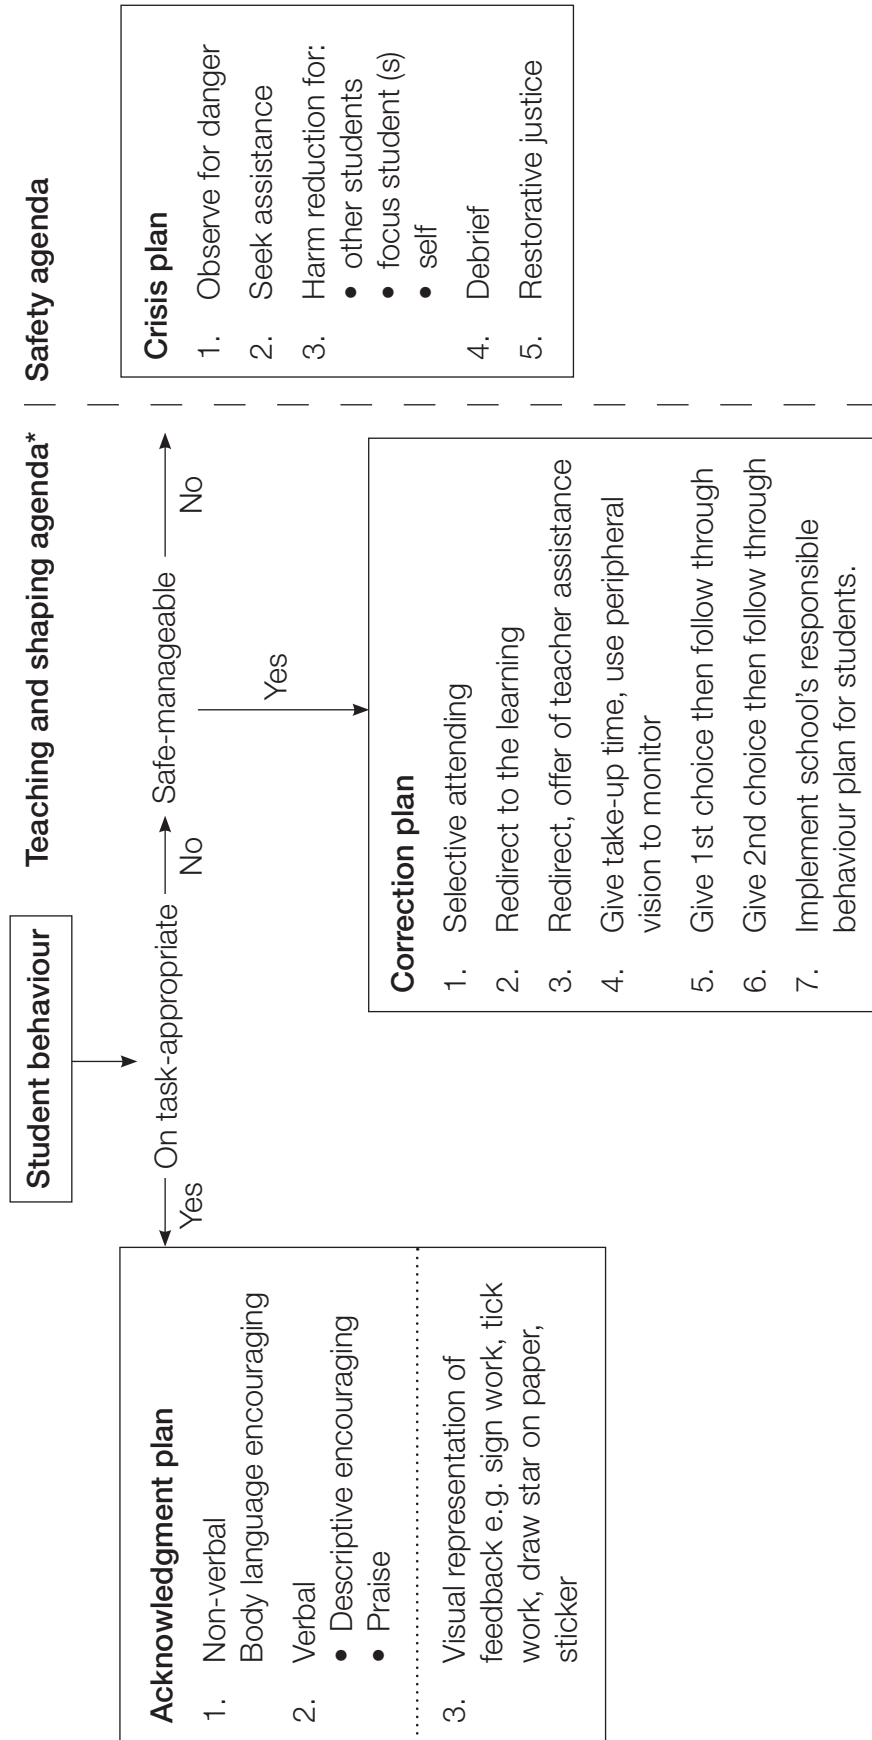 Student behaviour
Teaching and shaping agenda*
Safety agenda
On task-appropriate
Yes
No
Safe-manageable
No
Yes
Acknowledgment plan
1. Non-verbal
Body language encouraging
2. Verbal
• Descriptive encouraging
• Praise
3. Visual representation of
feedback e.g. sign work, tick
work, draw star on paper,
sticker
Correction plan
1. Selective attending
2. Redirect to the learning
3. Redirect, offer of teacher assistance
4. Give take-up time, use peripheral
vision to monitor
5. Give 1st choice then follow through
6. Give 2nd choice then follow through
7. Implement school's responsible
behaviour plan for students.
Crisis plan
1. Observe for danger
2. Seek assistance
3. Harm reduction for:
• other students
• focus student (s)
• self
4. Debrief
5. Restorative justice